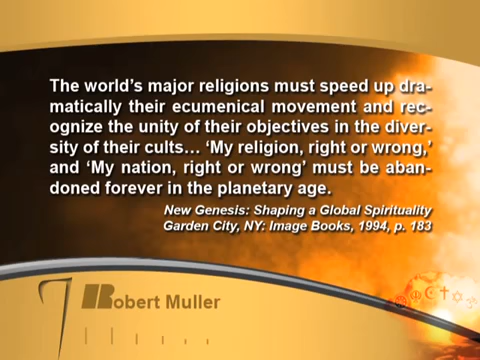 The world's major religions must speed up dra-
matically their ecumenical movement and rec-
ognize the unity of their objectives in the diver-
sity of their cults... ‘My religion, right or wrong,’
and ‘My nation, right or wrong’ must be aban-
doned forever in the planetary age.
New Genesis: Shaping a Global Spirituality
Garden City, NY: Image Books, 1994, p. 183
Robert Muller